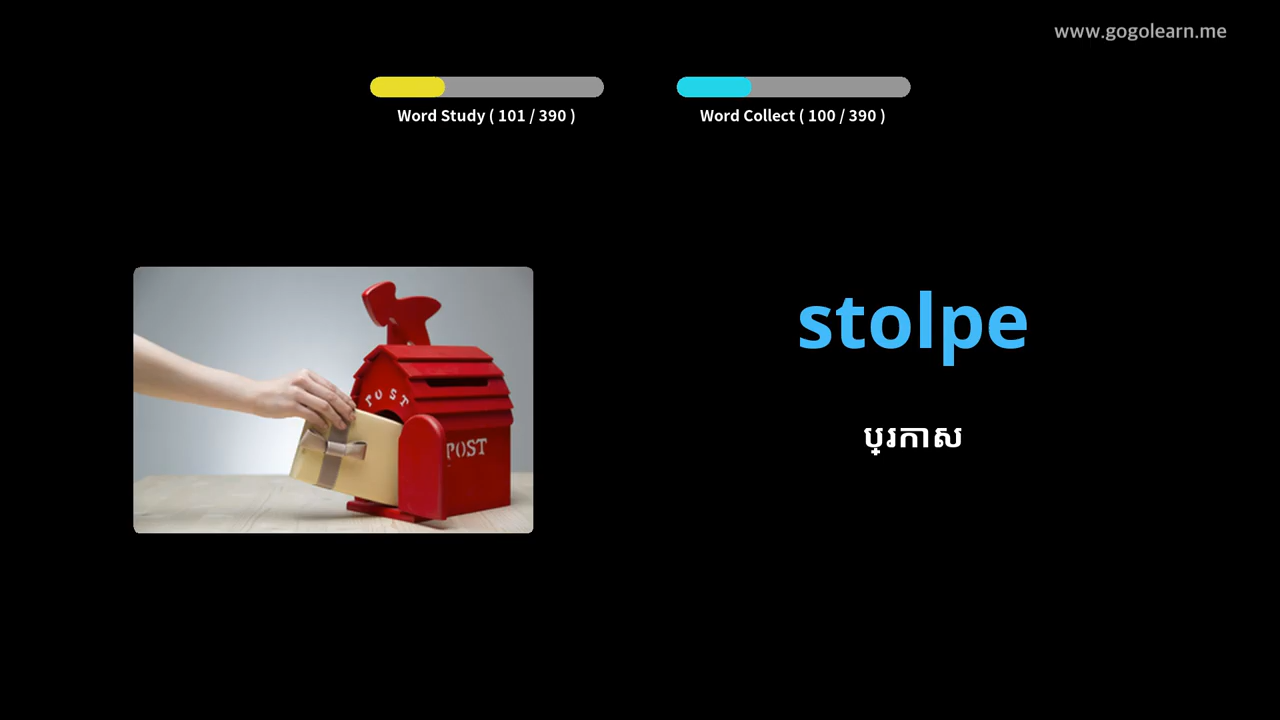 www.gogolearn.me
Word Study ( 101 / 390 )
Word Collect ( 100 / 390 )
POST
POST
stolpe
ប្រកាស